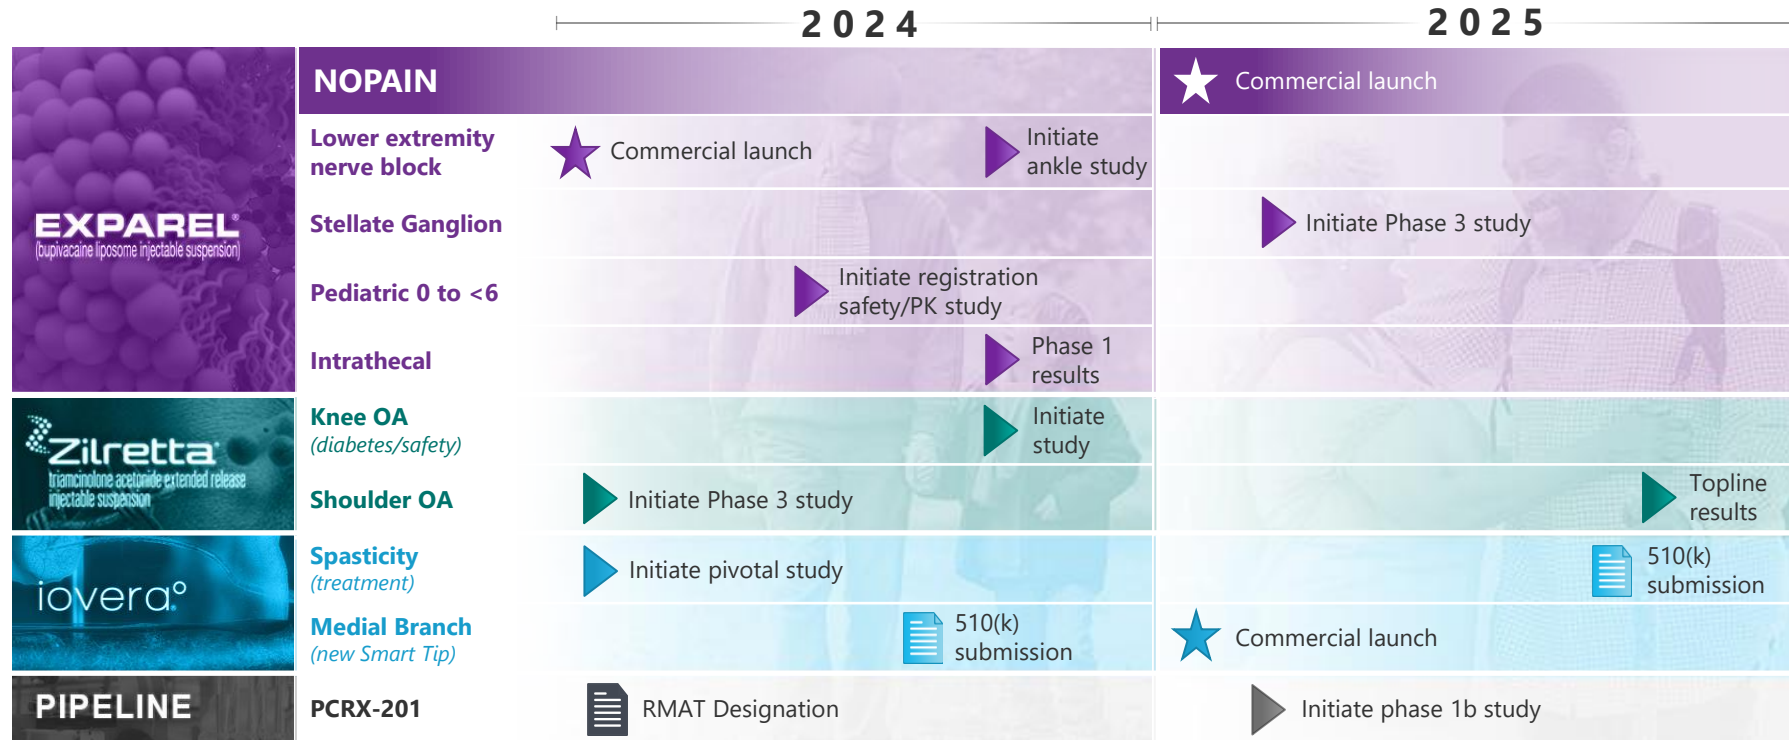 2024
2025
NOPAIN
Commercial launch
Lower extremity
nerve block
Commercial launch
Initiate
ankle study
EXPAREL®
(bupivacaine liposome injectable suspension)
Stellate Ganglion
Initiate Phase 3 study
Pediatric 0 to <6
Initiate registration
safety/PK study
Intrathecal
Phase 1
results
Zilretta®
triamcinolone acetonide extended release
injectable suspension
Knee OA
(diabetes/safety)
Initiate
study
Shoulder OA
Initiate Phase 3 study
Topline
results
iovera°®
Spasticity
(treatment)
Initiate pivotal study
510(k)
submission
Medial Branch
(new Smart Tip)
510(k)
submission
Commercial launch
PIPELINE
PCRX-201
RMAT Designation
Initiate phase 1b study